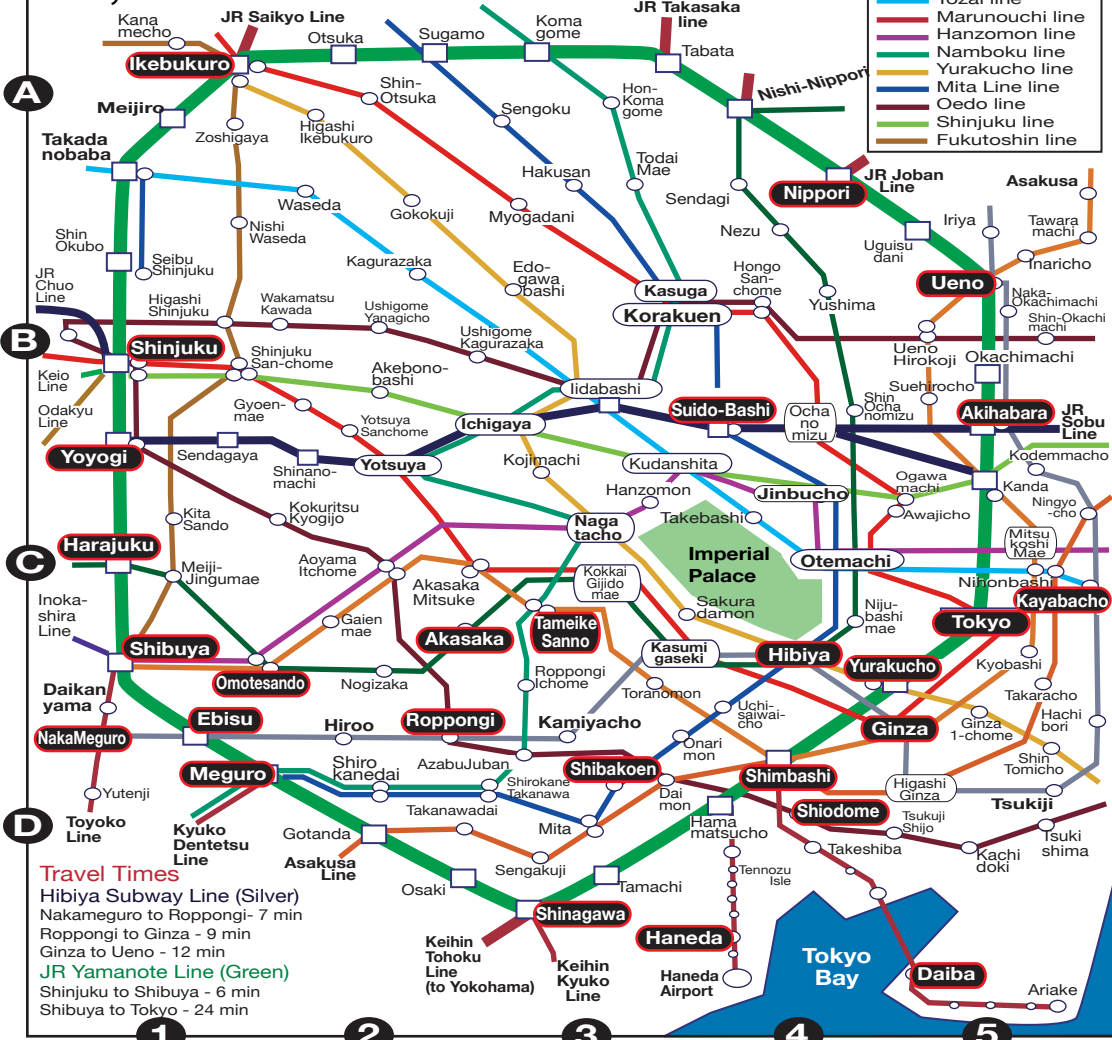 JR Saikyo Line
JR Takasaka
line
Kana
mecho
Otsuka
Sugamo
Koma
gome
Tabata
Marunouchi line
Hanzomon line
Namboku line
Yurakucho line
Mita Line line
Oedo line
Shinjuku line
Fukutoshin line
Ikebukuro
A
Shin-
Otsuka
Nishi-Nippori
Meijiro
Zoshigaya
Higashi
Ikebukuro
Sengoku
Hon-
Koma
gome
Takada
nobaba
Hakusan
Todai
Mae
JR Joban
Line
Asakusa
Nippori
Waseda
Gokokuji
Myogadani
Sendagi
Nezu
Iriya
Tawara
machi
Uguisu
dani
Inaricho
Shin
Okubo
Nishi
Waseda
Seibu
Shinjuku
Kagurazaka
Edo-
gawa
bashi
Kasuga
Hongo
San-
chome
Ueno
Naka-
Okachimachi
JR
Chuo
Line
Higashi
Shinjuku
Wakamatsu
Kawada
Ushigome
Yanagicho
Korakuen
Yushima
Shin-Okachi
machi
B
Shinjuku
Shinjuku
San-chome
Ushigome
Kagurazaka
Ueno
Hirokoji
Okachimachi
Keio
Line
Akebono-
bashi
Iidabashi
Suehirocho
Odakyu
Line
Gyoen-
mae
Yotsuya
Sanchome
Ichigaya
Suido-Bashi
Ocha
no
mizu
Shin
Ocha
nomizu
Akihabara
JR
Sobu
Line
Yoyogi
Sendagaya
Shinano-
machi
Yotsuya
Kojimachi
Kudanshita
Kodemmacho
Hanzomon
Jinbucho
Ogawa
machi
Kanda
Kita
Sando
Kokuritsu
Kyogijo
Naga
tacho
Takebashi
Awajicho
Ningyo
-cho
Harajuku
C
Aoyama
Itchome
Imperial
Palace
Otemachi
Mitsu
koshi
Mae
Meiji-
Jingumae
Akasaka
Mitsuke
Kokkai
Gijido
mae
Nihonbashi
Inoka-
shira
Line
Gaien
mae
Akasaka
Tameike
Sanno
Sakura
damon
Niju-
bashi
mae
Tokyo
Kayabacho
Shibuya
Kasumi
gaseki
Hibiya
Yurakucho
Kyobashi
Omotesando
Nogizaka
Roppongi
Ichome
Toranomon
Takaracho
Daikan
yama
Ebisu
Hiroo
Roppongi
Kamiyacho
Uchi-
saiwai-
cho
Ginza
Ginza
1-chome
Hachi
bori
NakaMeguro
Onari
mon
Shin
Tomicho
Meguro
Shiro
kanedai
AzabuJuban
Shirokane
Takanawa
Shibakoen
Dai
mon
Shimbashi
Higashi
Ginza
Tsukiji
Yutenji
Takanawadai
Shiodome
D
Toyoko
Line
Kyuko
Dentetsu
Line
Gotanda
Mita
Hama
matsucho
Tsukuji
Shijo
Tsuki
shima
Asakusa
Line
Sengakuji
Takeshiba
Kachi
doki
Travel Times
Hibiya Subway Line (Silver)
Nakameguro to Roppongi- 7 min
Roppongi to Ginza - 9 min
Ginza to Ueno - 12 min
JR Yamanote Line (Green)
Shinjuku to Shibuya - 6 min
Shibuya to Tokyo - 24 min
Osaki
Tamachi
Tennozu
Isle
Shinagawa
Haneda
Keihin
Tohoku
Line
(to Yokohama)
Keihin
Kyuko
Line
Haneda
Airport
Tokyo
Bay
Daiba
Ariake
1
2
3
4
5